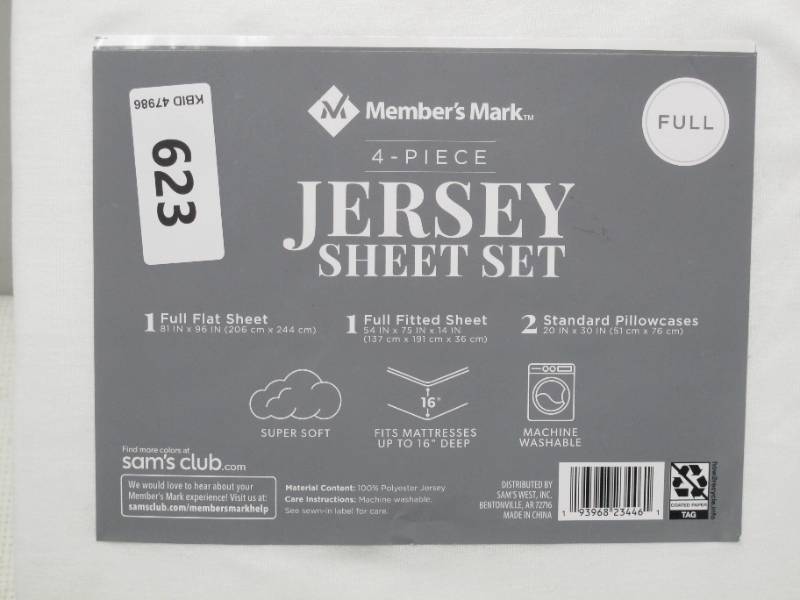 KBID 47986
623
Member's Mark™
FULL
4-PIECE
JERSEY
SHEET SET
1 Full Flat Sheet
81 IN x 96 IN (206 cm x 244 cm)
1 Full Fitted Sheet
54 IN x 75 IN x 14 IN
(137 cm x 191 cm x 36 cm)
2 Standard Pillowcases
20 IN x 30 IN (51 cm x 76 cm)
SUPER SOFT
16"
FITS MATTRESSES
UP TO 16" DEEP
MACHINE
WASHABLE
Find more colors at
sam's club.com
We would love to hear about your
Member's Mark experience! Visit us at:
samsclub.com/membersmarkhelp
Material Content: 100% Polyester Jersey
Care Instructions: Machine washable.
See sewn-in label for care.
DISTRIBUTED BY
SAM'S WEST, INC.
BENTONVILLE, AR 72716
MADE IN CHINA
1 93968 23446 1
COATED PAPER
TAG
how2recycle.info